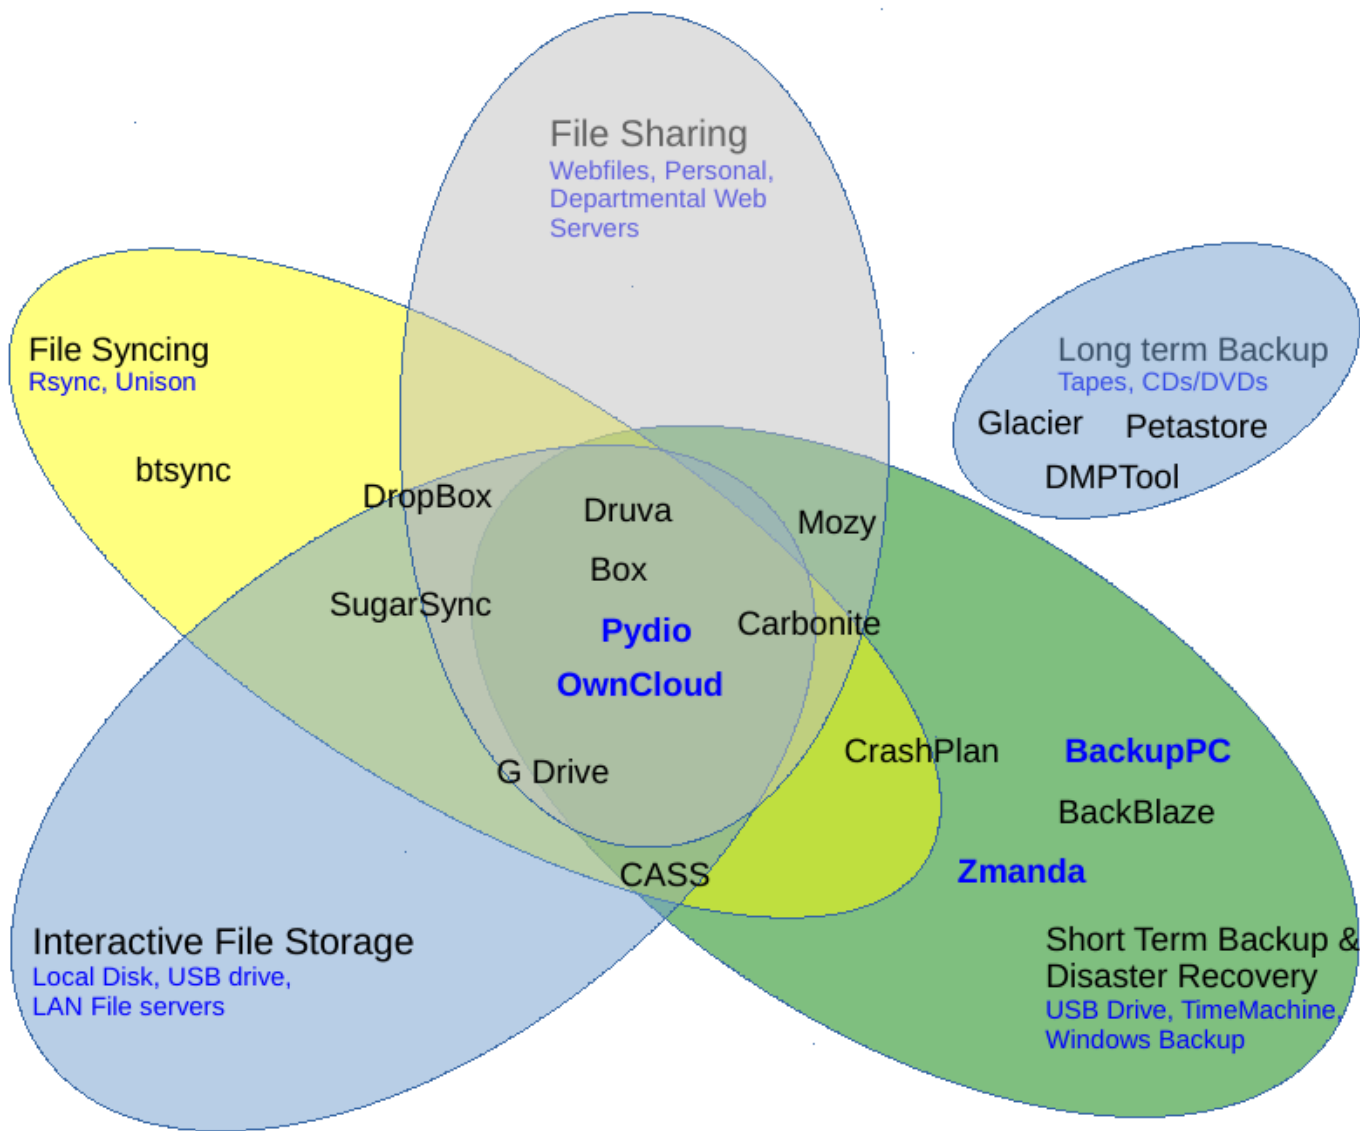 File Sharing
Webfiles, Personal,
Departmental Web
Servers
File Syncing
Rsync, Unison
btsync
Long term Backup
Tapes, CDs/DVDs
Glacier
Petastore
DMPTool
DropBox
Druva
Mozy
Box
SugarSync
Pydio
Carbonite
OwnCloud
G Drive
CrashPlan
BackupPC
BackBlaze
CASS
Zmanda
Interactive File Storage
Local Disk, USB drive,
LAN File servers
Short Term Backup &
Disaster Recovery
USB Drive, TimeMachine,
Windows Backup